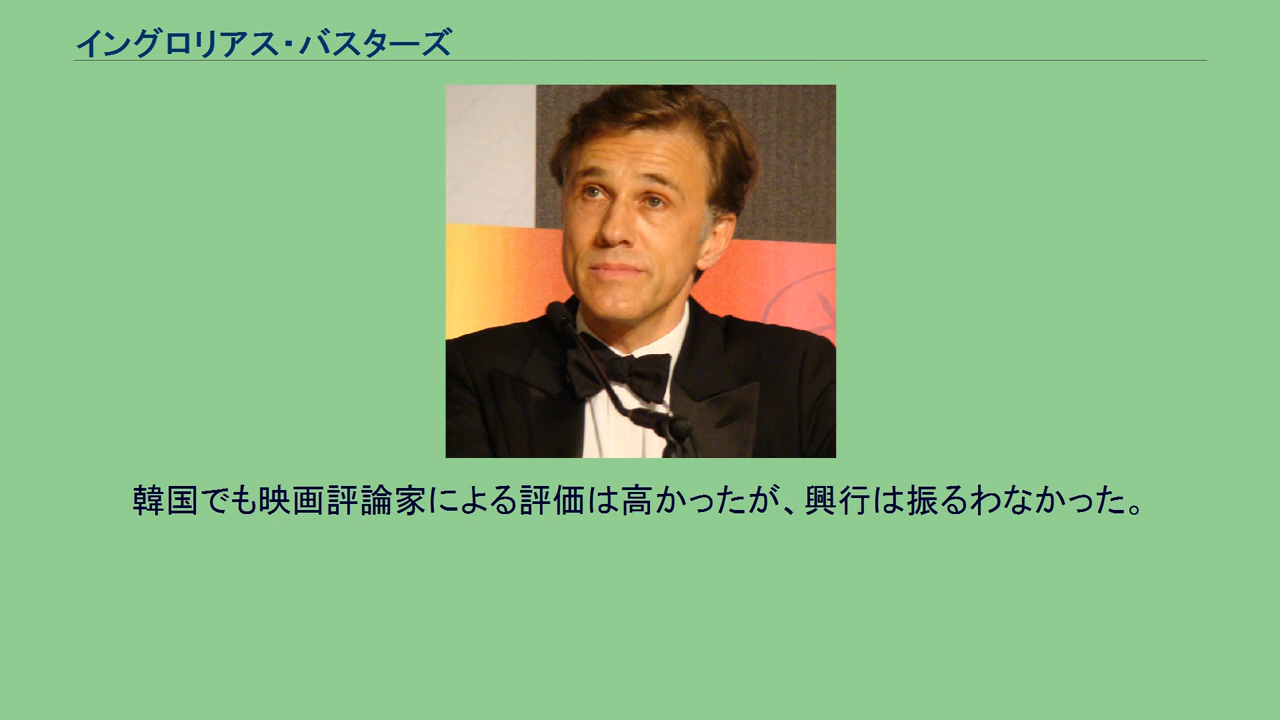 イングロリアス・バスターズ
韓国でも映画評論家による評価は高かったが、興行は振るわなかった。